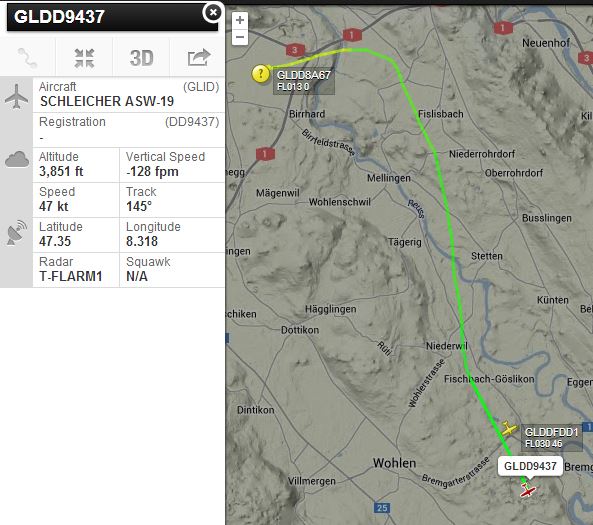 GLDD9437
3D
Aircraft (GLID)
SCHLEICHER ASW-19
Registration (DD9437)
-
Altitude Vertical Speed
3,851 ft -128 fpm
Speed Track
47 kt 145°
Latitude Longitude
47.35 8.318
Radar Squawk
T-FLARM1 N/A
+
-
1
3
Neuenhof
?
GLDD8A67
FL013 0
1
Birrhard
Fislisbach
Birrfeldstrasse
1
Niederrohrdorf
Oberrohrdorf
Mellingen
Mägenwil
Wohlenschwil
Reuss
Busslingen
Tägerig
Stetten
Künten
Hägglingen
Dottikon
Rüti
Niederwil
Wohlerstrasse
Fischbach-Göslikon
Dintikon
GLDDFDD1
FL030 46
1
Wohlen
GLDD9437
Bremgarterstrasse
Villmergen
25